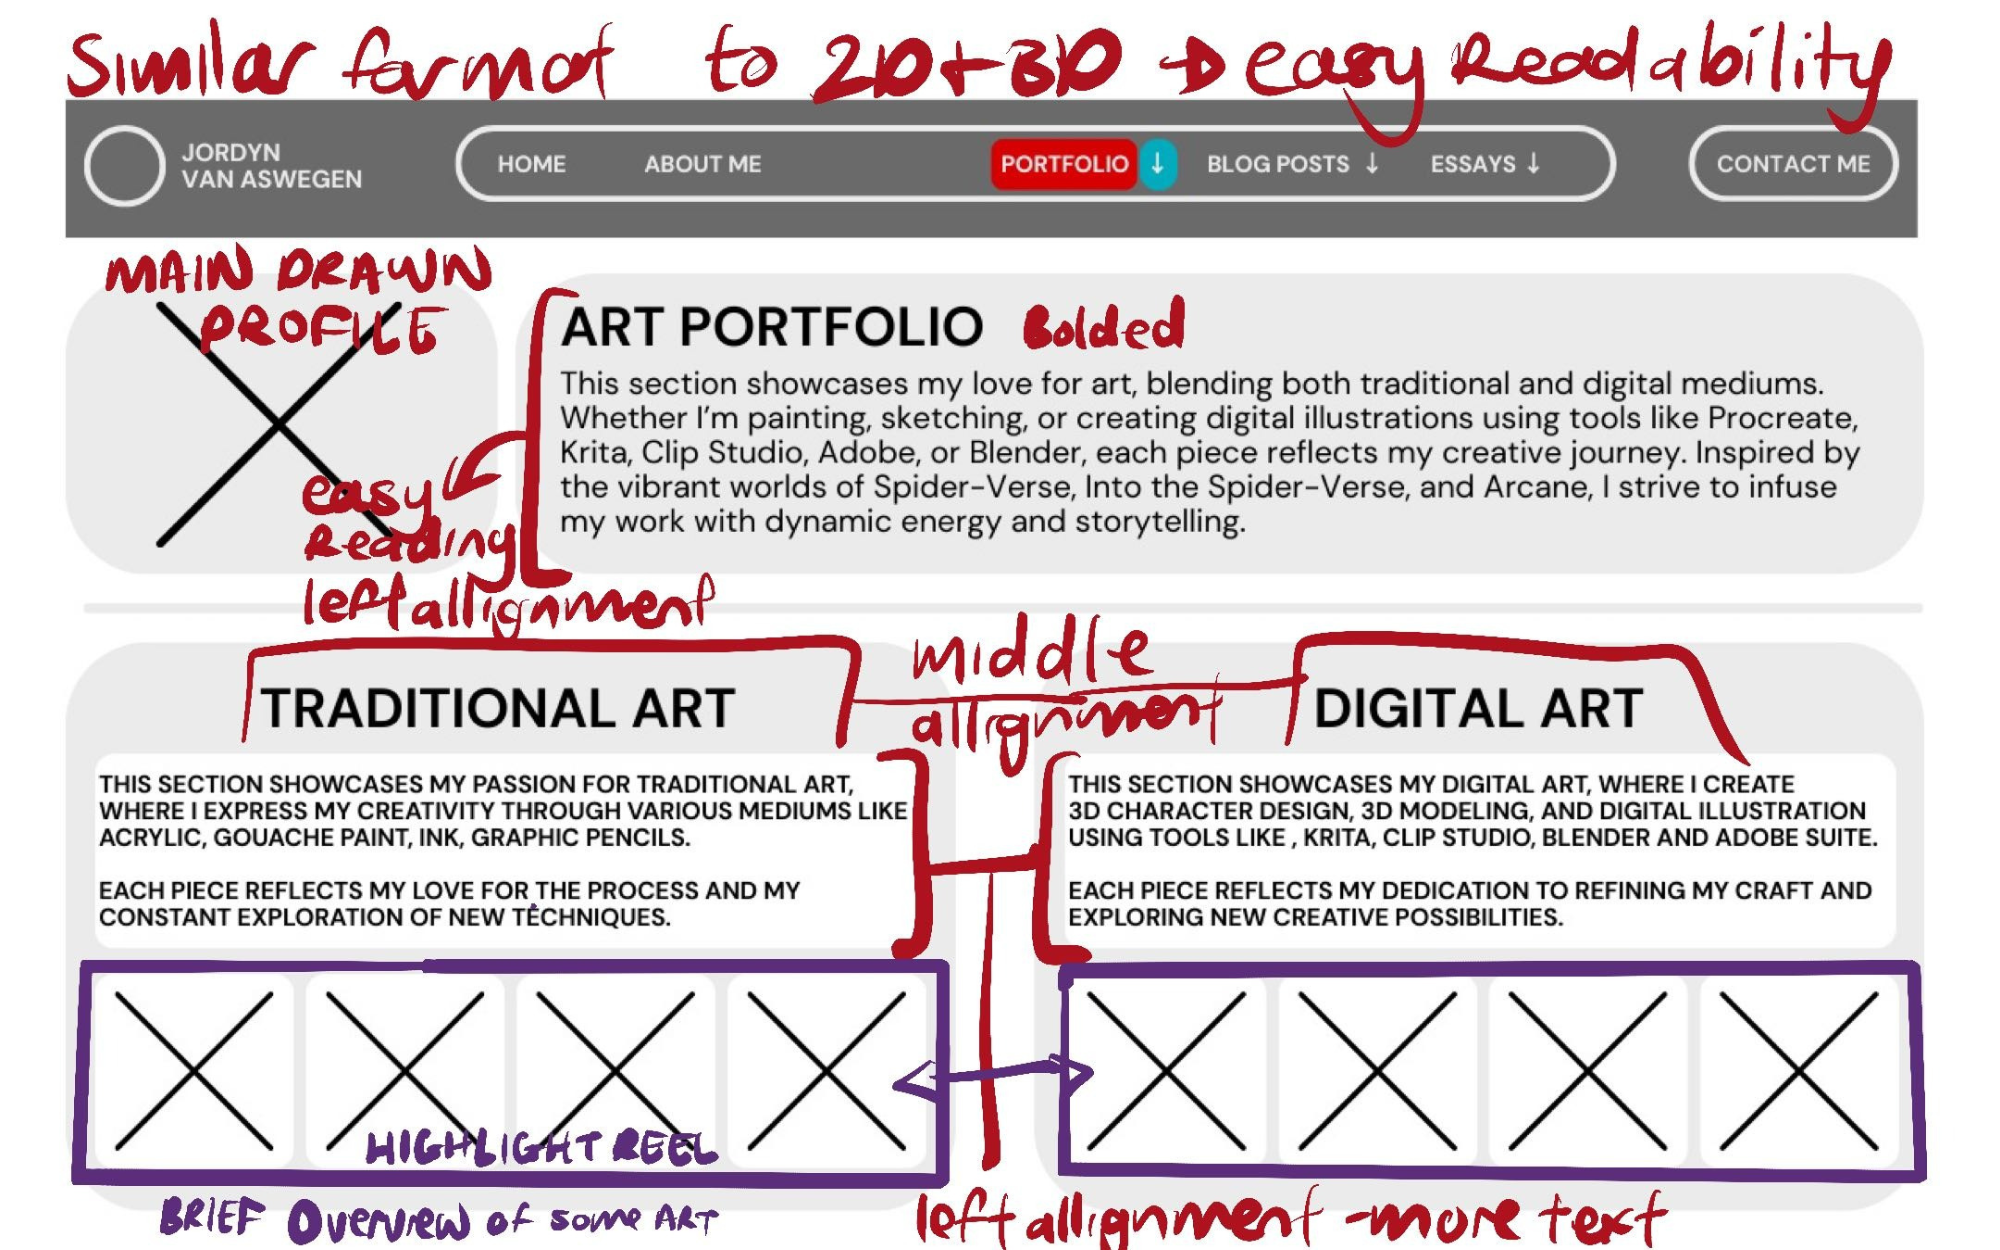 Similar format to 2D+3D → easy Readability
JORDYN
VAN ASWEGEN
HOME ABOUT ME PORTFOLIO ↓ BLOG POSTS ↓ ESSAYS ↓ CONTACT ME
MAIN DRAWN
PROFILE
ART PORTFOLIO Bolded
This section showcases my love for art, blending both traditional and digital mediums.
Whether I'm painting, sketching, or creating digital illustrations using tools like Procreate,
Krita, Clip Studio, Adobe, or Blender, each piece reflects my creative journey. Inspired by
the vibrant worlds of Spider-Verse, Into the Spider-Verse, and Arcane, I strive to infuse
my work with dynamic energy and storytelling.
easy
Reading
left allignment
middle
allignment
TRADITIONAL ART
THIS SECTION SHOWCASES MY PASSION FOR TRADITIONAL ART,
WHERE I EXPRESS MY CREATIVITY THROUGH VARIOUS MEDIUMS LIKE
ACRYLIC, GOUACHE PAINT, INK, GRAPHIC PENCILS.
EACH PIECE REFLECTS MY LOVE FOR THE PROCESS AND MY
CONSTANT EXPLORATION OF NEW TECHNIQUES.
DIGITAL ART
THIS SECTION SHOWCASES MY DIGITAL ART, WHERE I CREATE
3D CHARACTER DESIGN, 3D MODELING, AND DIGITAL ILLUSTRATION
USING TOOLS LIKE , KRITA, CLIP STUDIO, BLENDER AND ADOBE SUITE.
EACH PIECE REFLECTS MY DEDICATION TO REFINING MY CRAFT AND
EXPLORING NEW CREATIVE POSSIBILITIES.
HIGHLIGHT REEL
BRIEF Overview of some ART
left allignment - more text